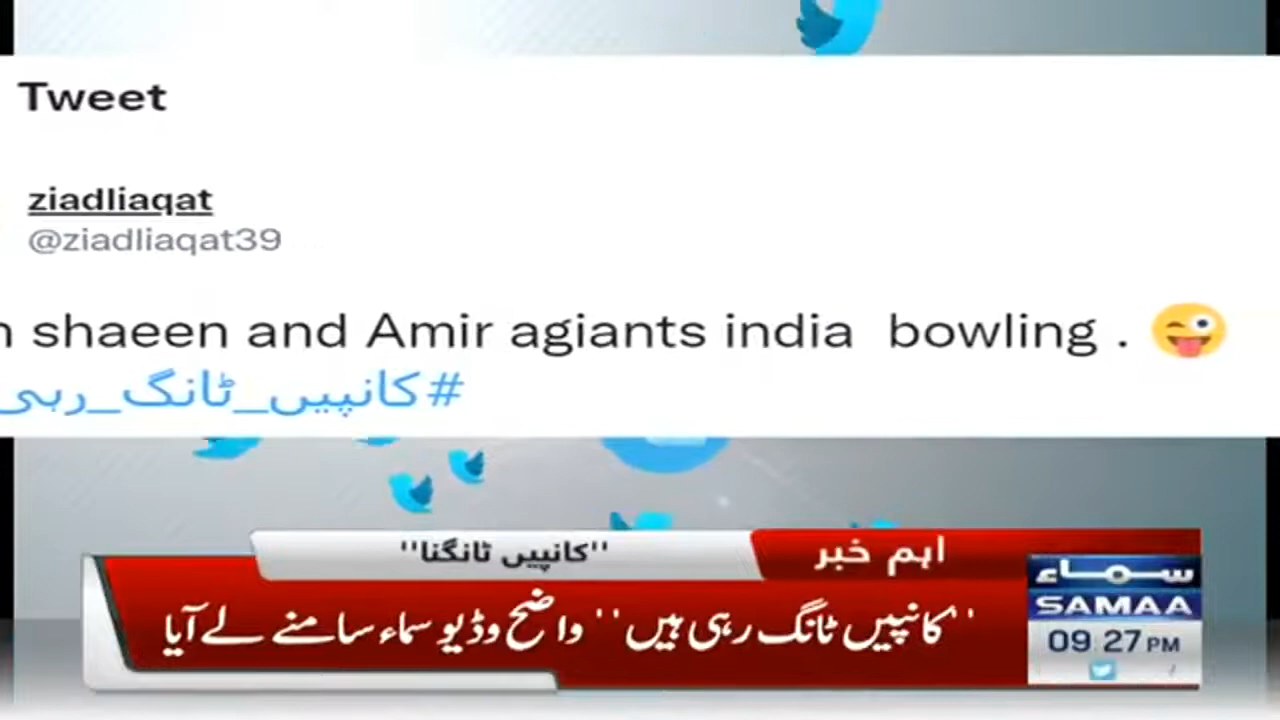 Tweet
ziadliaqat
@ziadliaqat39
shaeen and Amir agiants india bowling . 😜
#کانپیں_ٹانگ_رہی
اہم خبر
''کانپیں ٹانگنا''
''کانپیں ٹانگ رہی ہیں'' واضح وڈیو سماء سامنے لے آیا
سماء
SAMAA
09:27 PM